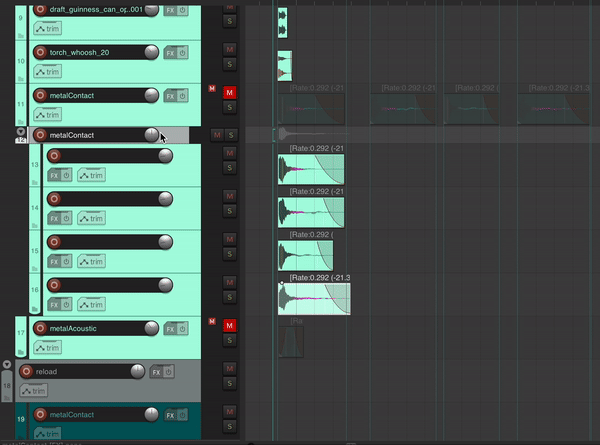 9 draft_guinness_can_op..001 FX
trim
10 torch_whoosh_20 FX M
trim S
11 metalContact FX M M [Rate:0.292 (-21 [Rate:0.292 (-21 [Rate:0.292 (-21 [Rate:0.292 (-21.3
trim S
12 metalContact M S
13 M [Rate:0.292 (-21
FX trim S
14 M [Rate:0.292 (-21
FX trim S
15 M [Rate:0.292 (
FX trim S
16 M [Rate:0.292 (-21.3
FX trim S
17 metalAcoustic FX M M [Ra
trim S
18 reload FX M
trim S
19 metalContact FX M
trim S